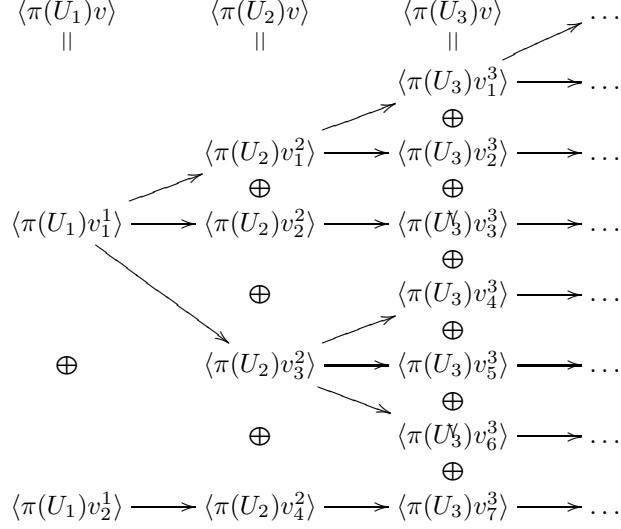 ⟨π(U₁)v⟩ ⟨π(U₂)v⟩ ⟨π(U₃)v⟩ ...
|| || ||
⟨π(U₃)v₁³⟩ ...
⊕
⟨π(U₂)v₁²⟩ ⟨π(U₃)v₂³⟩ ...
⊕ ⊕
⟨π(U₁)v₁¹⟩ ⟨π(U₂)v₂²⟩ ⟨π(U₃)v₃³⟩ ...
⊕
⊕ ⟨π(U₃)v₄³⟩ ...
⊕
⊕ ⟨π(U₂)v₃²⟩ ⟨π(U₃)v₅³⟩ ...
⊕
⊕ ⟨π(U₃)v₆³⟩ ...
⊕
⟨π(U₁)v₂¹⟩ ⟨π(U₂)v₄²⟩ ⟨π(U₃)v₇³⟩ ...